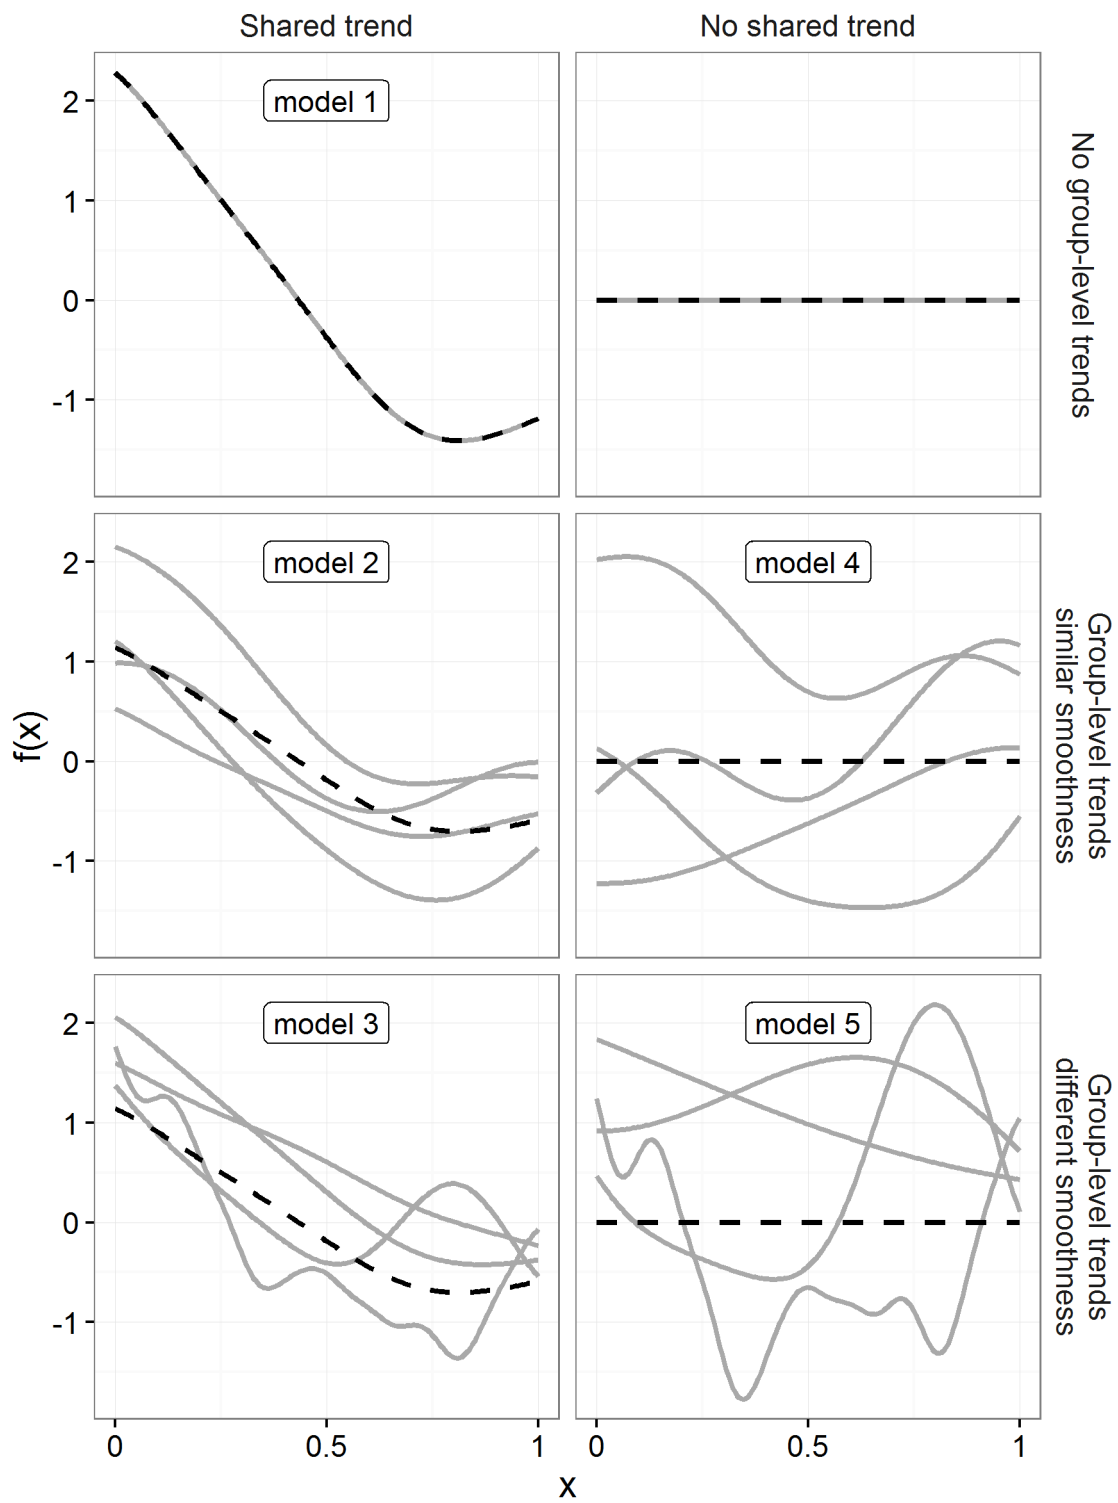 Shared trend
No shared trend
model 1
2
1
0
-1
No group-level trends
model 2
model 4
2
1
0
-1
Group-level trends
similar smoothness
f(x)
model 3
model 5
2
1
0
-1
Group-level trends
different smoothness
0
0.5
1
0
0.5
1
x